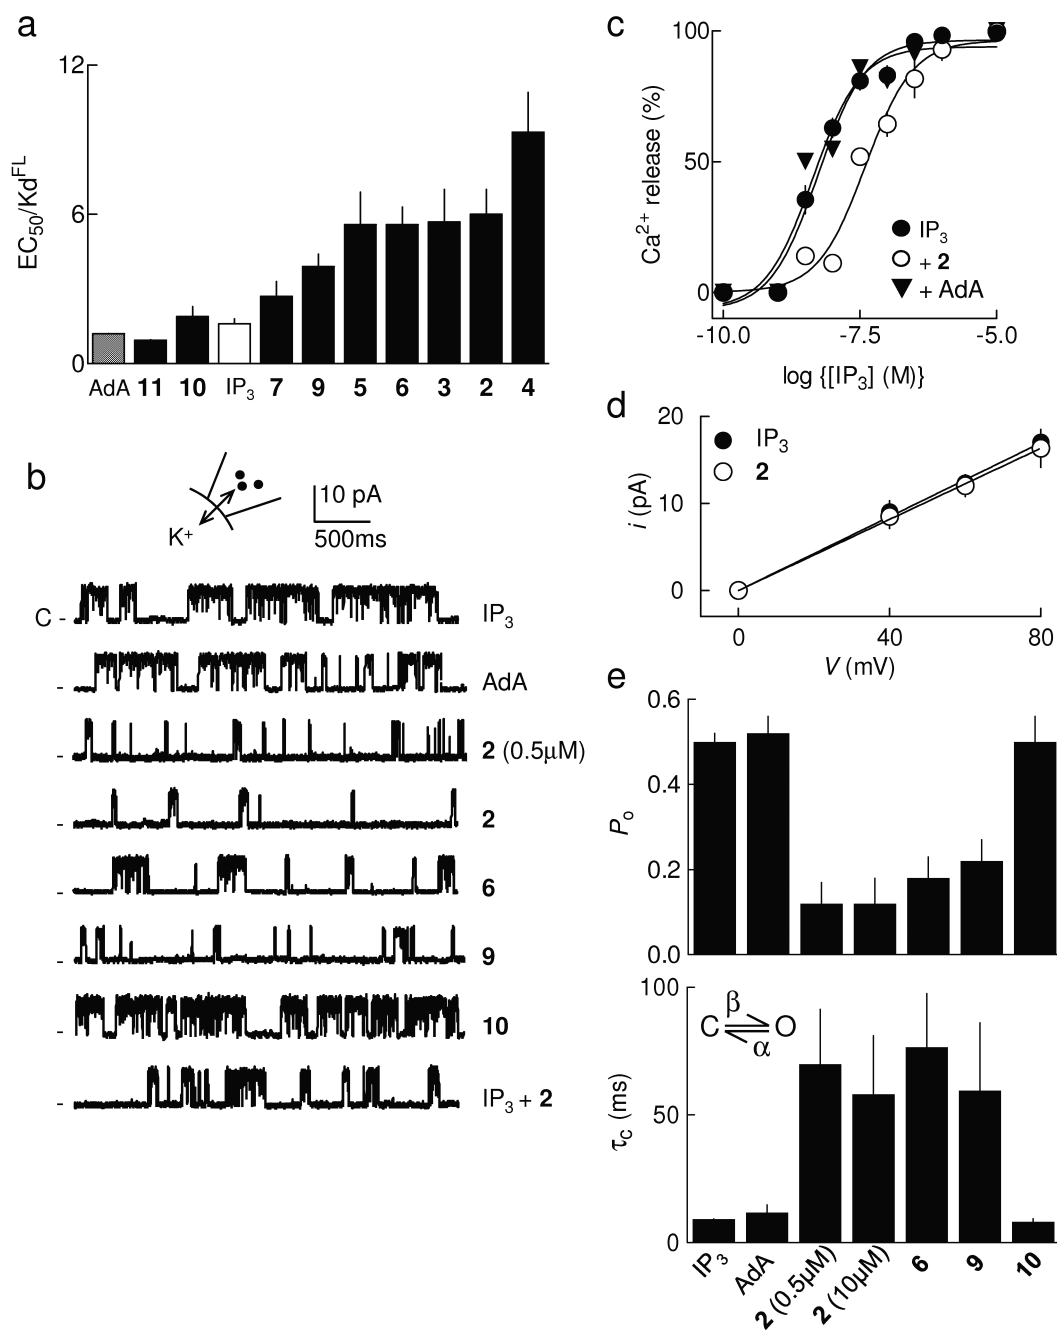 a
12
6
0
EC50/KdFL
AdA 11 10 IP3 7 9 5 6 3 2 4
b
K+
10 pA
500ms
C -
IP3
- AdA
- 2 (0.5µM)
- 2
- 6
- 9
- 10
- IP3 + 2
c
100
50
0
Ca2+ release (%)
IP3
+ 2
+ AdA
-10.0 -7.5 -5.0
log {[IP3] (M)}
d
20
10
0
i (pA)
IP3
2
0 40 80
V (mV)
e
0.6
0.4
0.2
0.0
Po
100
50
0
τc (ms)
C β O
α
IP3 AdA 2 (0.5µM) 2 (10µM) 6 9 10